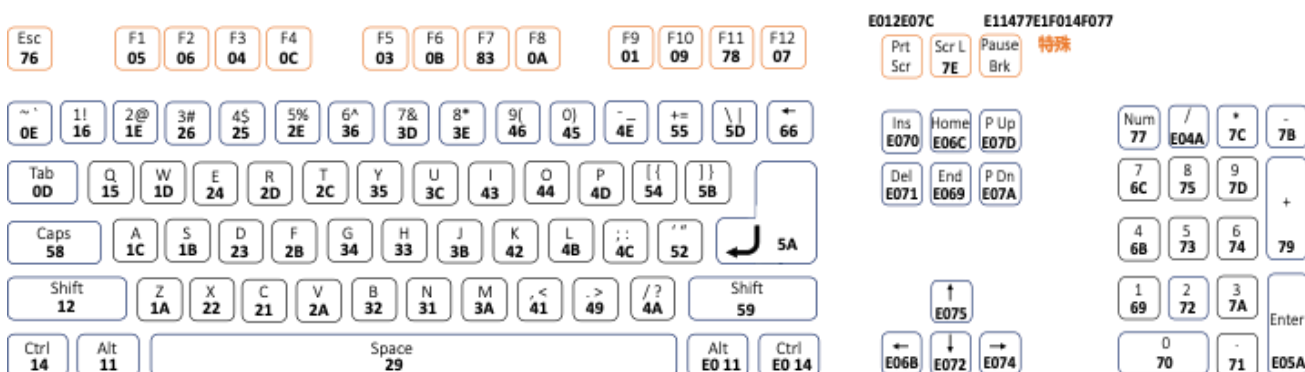 E012E07C E11477E1F014F077
Esc F1 F2 F3 F4 F5 F6 F7 F8 F9 F10 F11 F12 Prt Scr L Pause 特殊
76 05 06 04 0C 03 0B 83 0A 01 09 78 07 Scr 7E Brk
~ ` 1! 2@ 3# 4$ 5% 6^ 7& 8* 9( 0) - _ += \ | ← Ins Home P Up Num / * -
0E 16 1E 26 25 2E 36 3D 3E 46 45 4E 55 5D 66 E070 E06C E07D 77 E04A 7C 7B
Tab Q W E R T Y U I O P [ { ] } Del End P Dn 7 8 9
0D 15 1D 24 2D 2C 35 3C 43 44 4D 54 5B E071 E069 E07A 6C 75 7D
+
Caps A S D F G H J K L ; : ' " 4 5 6
58 1C 1B 23 2B 34 33 3B 42 4B 4C 52 5A 6B 73 74 79
Shift Z X C V B N M , < . > / ? Shift ↑ 1 2 3
12 1A 22 21 2A 32 31 3A 41 49 4A 59 E075 69 72 7A
Enter
Ctrl Alt Space Alt Ctrl ← ↓ → 0 .
14 11 29 E0 11 E0 14 E06B E072 E074 70 71 E05A